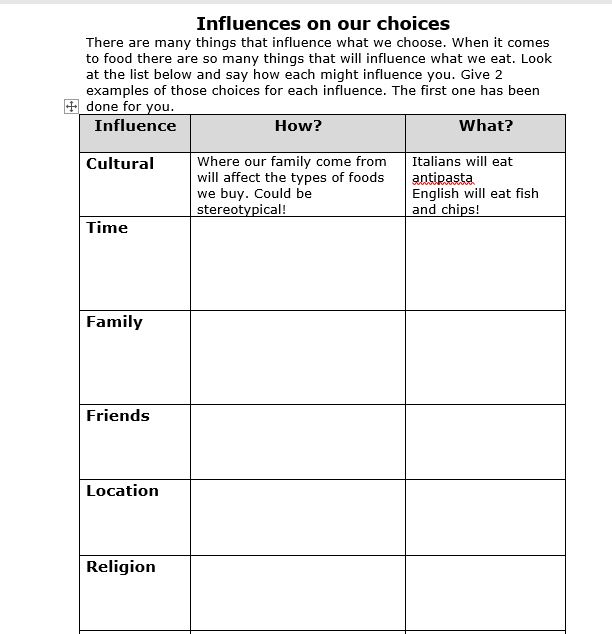 Influences on our choices
There are many things that influence what we choose. When it comes
to food there are so many things that will influence what we eat. Look
at the list below and say how each might influence you. Give 2
examples of those choices for each influence. The first one has been
done for you.
Influence How? What?
Cultural
Where our family come from
will affect the types of foods
we buy. Could be
stereotypical!
Italians will eat
antipasta
English will eat fish
and chips!
Time
Family
Friends
Location
Religion